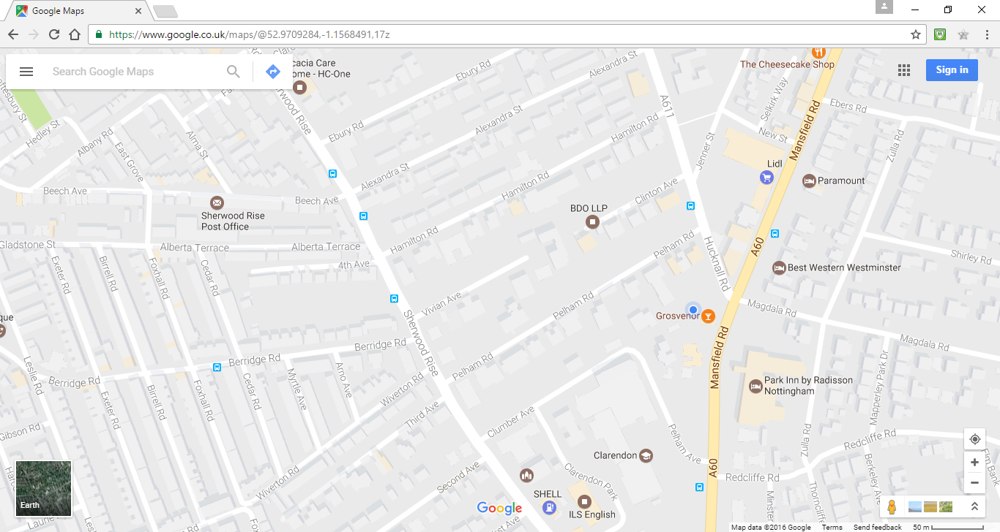 Google Maps
https://www.google.co.uk/maps/@52.9709284,-1.1568491,17z
Search Google Maps
Sign in
cacia Care
ome - HC-One
The Cheesecake Shop
Ebury Rd
Alexandra St
A611
Selkirk Way
Mansfield Rd
Ebers Rd
Hedley St
Albany Rd
Alma St
Ebury Rd
Alexandra St
Hamilton Rd
Jenner St
New St
Zulla Rd
East Grove
Lidl
Paramount
Alexandra St
Hamilton Rd
Clinton Ave
Beech Ave
Beech Ave
Sherwood Rise
Post Office
BDO LLP
Gladstone St
Alberta Terrace
Alberta Terrace
Hamilton Rd
Pelham Rd
Hucknall Rd
A60
Shirley Rd
4th Ave
Exeter Rd
Birrell Rd
Foxhall Rd
Cedar Rd
Best Western Westminster
Vivian Ave
Pelham Rd
Magdala Rd
Grosvenor
que
Sherwood Rise
Mansfield Rd
Magdala Rd
Berridge Rd
Berridge Rd
Leslie Rd
Berridge Rd
Pelham Rd
Mapperley Park Dr
Park Inn by Radisson
Nottingham
Exeter Rd
Birrell Rd
Foxhall Rd
Cedar Rd
Myrtle Ave
Arno Ave
Wiverton Rd
Third Ave
Clumber Ave
Pelham Ave
Zulla Rd
Redcliffe Rd
Gibson Rd
Clarendon
A60
Redcliffe Rd
Berkeley Ave
Elm Bank
Wiverton Rd
Second Ave
Clarendon Park
SHELL
ILS English
Minster
Thorncliff
Earth
Google
Map data ©2016 Google
Terms
Send feedback
50 m